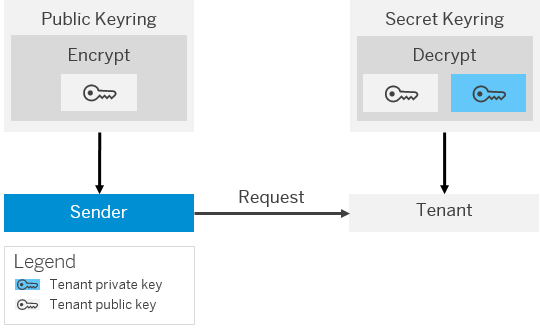 Public Keyring
Encrypt
Secret Keyring
Decrypt
Sender
Request
Tenant
Legend
Tenant private key
Tenant public key